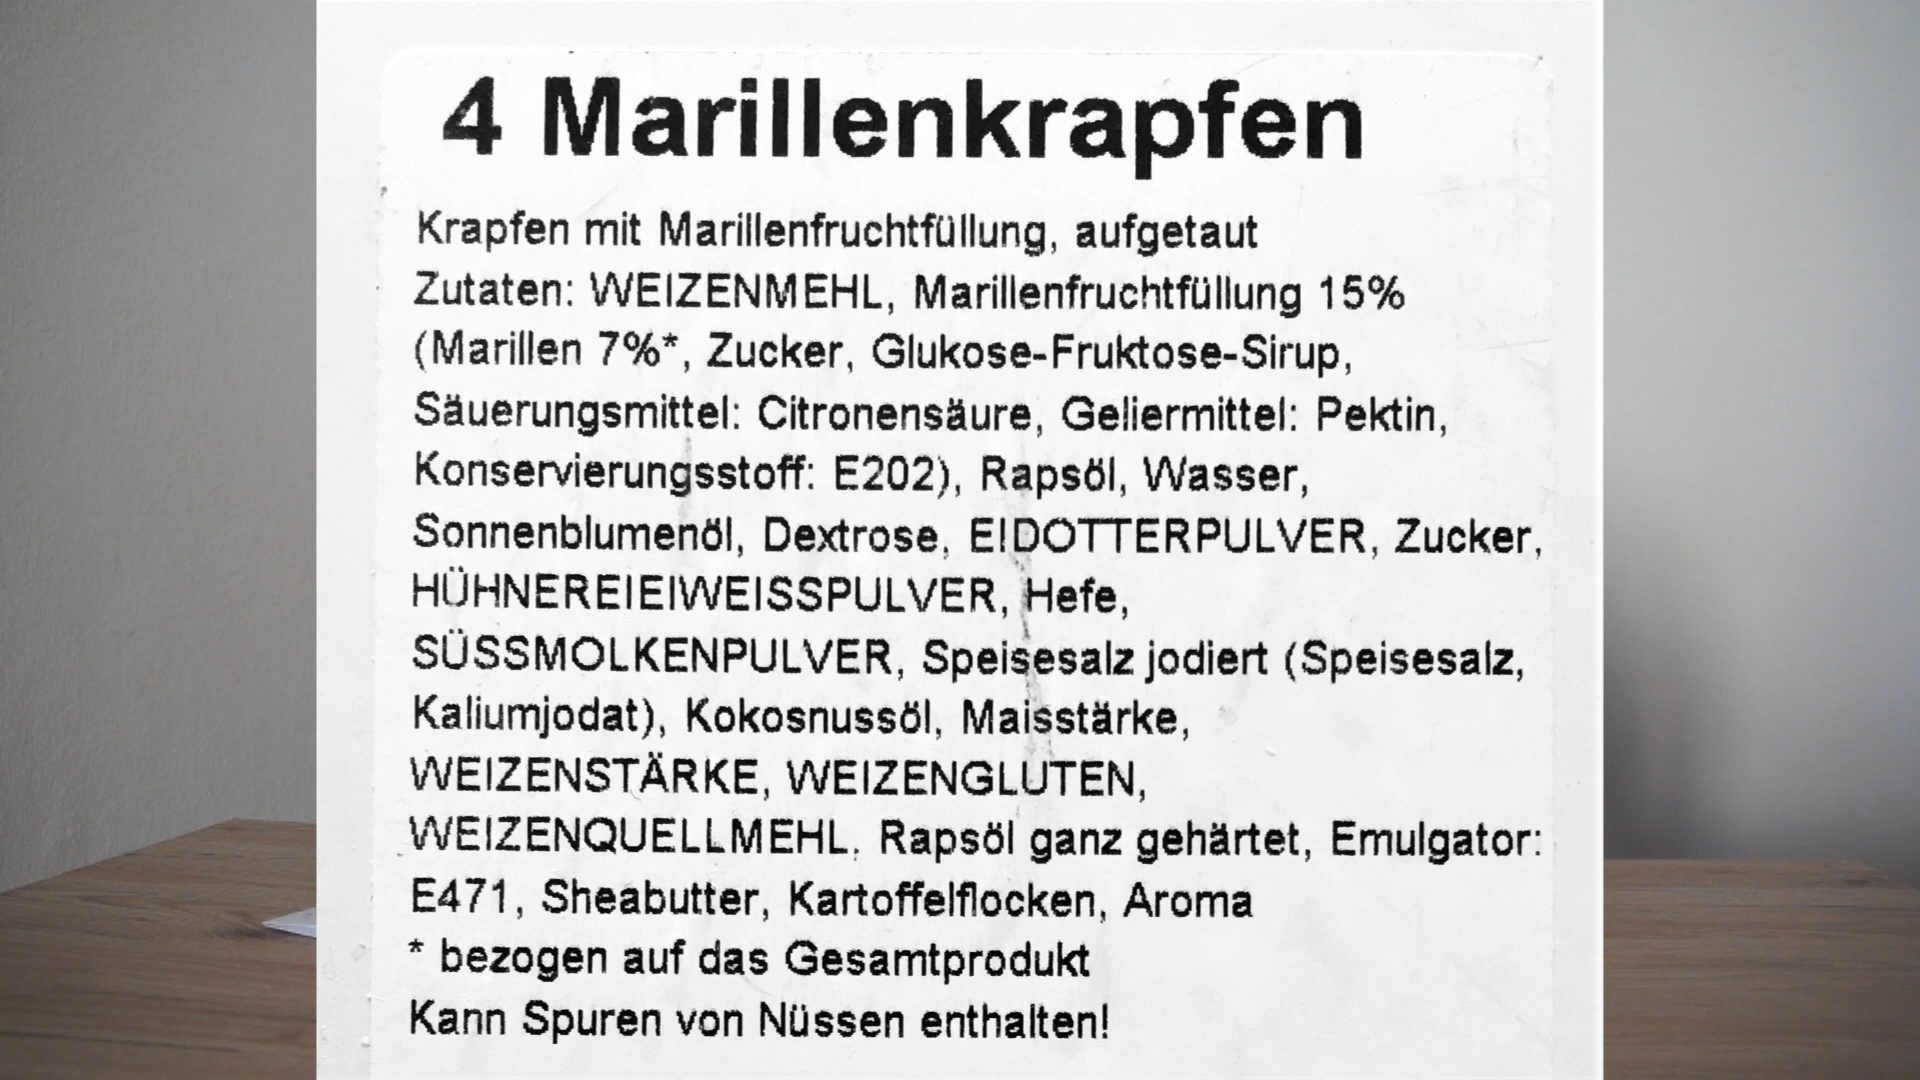 4 Marillenkrapfen
Krapfen mit Marillenfruchtfüllung, aufgetaut
Zutaten: WEIZENMEHL, Marillenfruchtfüllung 15%
(Marillen 7%*, Zucker, Glukose-Fruktose-Sirup,
Säuerungsmittel: Citronensäure, Geliermittel: Pektin,
Konservierungsstoff: E202), Rapsöl, Wasser,
Sonnenblumenöl, Dextrose, EIDOTTERPULVER, Zucker,
HÜHNEREIEIWEISSPULVER, Hefe,
SÜSSMOLKENPULVER, Speisesalz jodiert (Speisesalz,
Kaliumjodat), Kokosnussöl, Maisstärke,
WEIZENSTÄRKE, WEIZENGLUTEN,
WEIZENQUELLMEHL, Rapsöl ganz gehärtet, Emulgator:
E471, Sheabutter, Kartoffelflocken, Aroma
* bezogen auf das Gesamtprodukt
Kann Spuren von Nüssen enthalten!